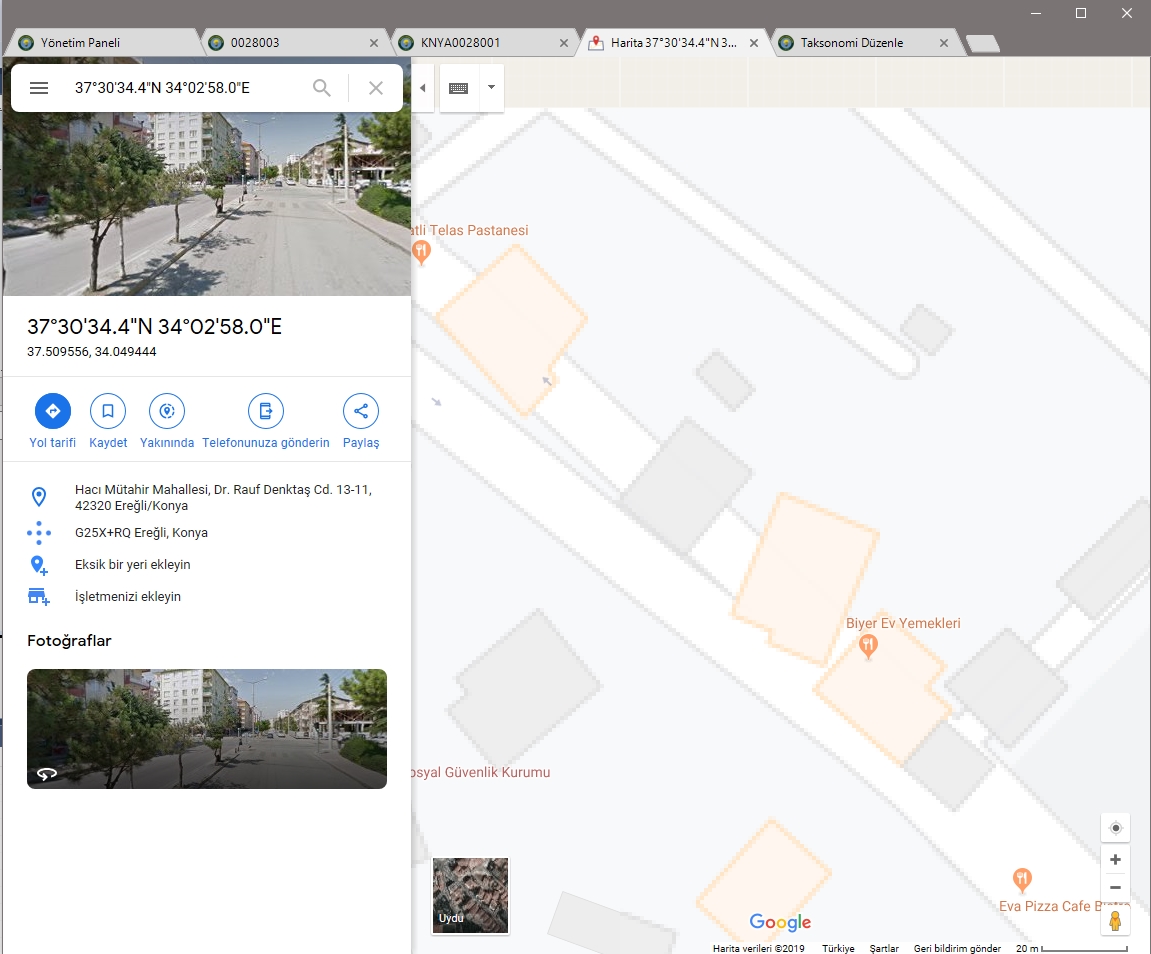 Yönetim Paneli
0028003
KNYA0028001
Harita 37°30'34.4"N 3...
Taksonomi Düzenle
37°30'34.4"N 34°02'58.0"E
37°30'34.4"N 34°02'58.0"E
37.509556, 34.049444
Yol tarifi
Kaydet
Yakınında
Telefonunuza gönderin
Paylaş
Hacı Mütahir Mahallesi, Dr. Rauf Denktaş Cd. 13-11,
42320 Ereğli/Konya
G25X+RQ Ereğli, Konya
Eksik bir yeri ekleyin
İşletmenizi ekleyin
Fotoğraflar
atli Telas Pastanesi
Biyer Ev Yemekleri
osyal Güvenlik Kurumu
Eva Pizza Cafe Bistro
Uydu
Google
Harita verileri ©2019
Türkiye
Şartlar
Geri bildirim gönder
20 m